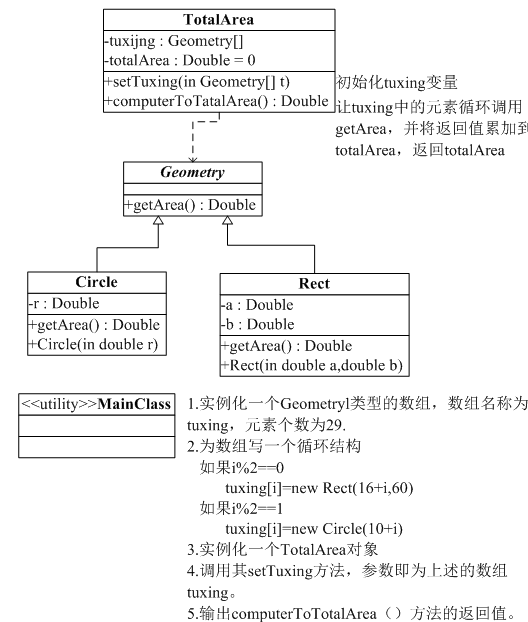 TotalArea
-tuxijng : Geometry[]
-totalArea : Double = 0
+setTuxing(in Geometry[] t)
+computerToTatalArea() : Double
初始化tuxing变量
让tuxing中的元素循环调用
getArea，并将返回值累加到
totalArea，返回totalArea
Geometry
+getArea() : Double
Circle
-r : Double
+getArea() : Double
+Circle(in double r)
Rect
-a : Double
-b : Double
+getArea() : Double
+Rect(in double a,double b)
<<utility>>MainClass
1.实例化一个Geometryl类型的数组，数组名称为
tuxing，元素个数为29.
2.为数组写一个循环结构
如果i%2==0
tuxing[i]=new Rect(16+i,60)
如果i%2==1
tuxing[i]=new Circle(10+i)
3.实例化一个TotalArea对象
4.调用其setTuxing方法，参数即为上述的数组
tuxing。
5.输出computerToTotalArea（）方法的返回值。